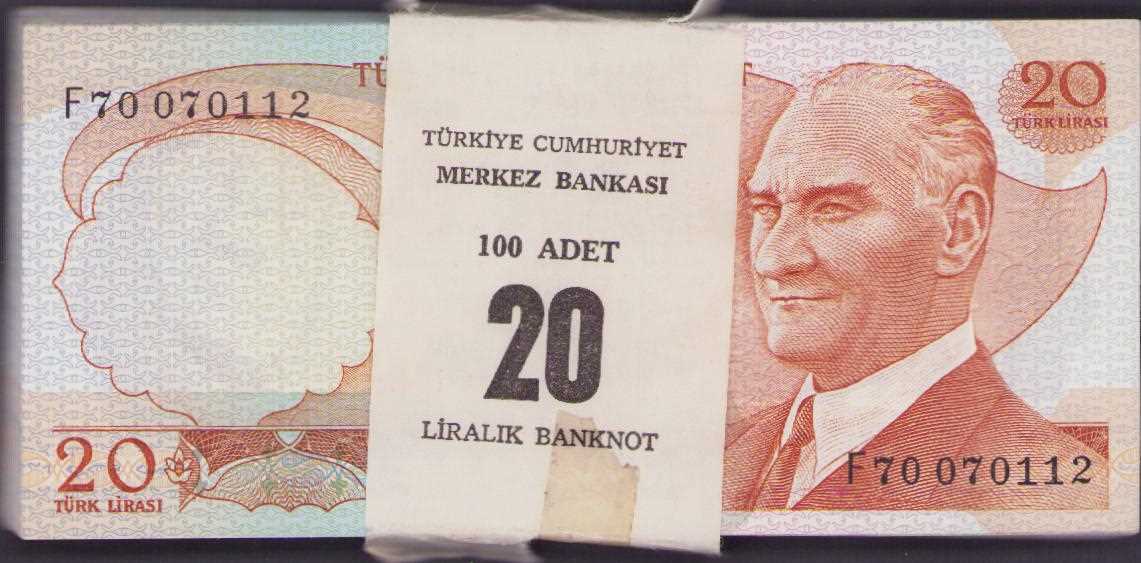 F70 070112
TÜ
T
20
TÜRK LİRASI
TÜRKİYE CUMHURİYET
MERKEZ BANKASI
100 ADET
20
LİRALIK BANKNOT
20
TÜRK LİRASI
F70 070112